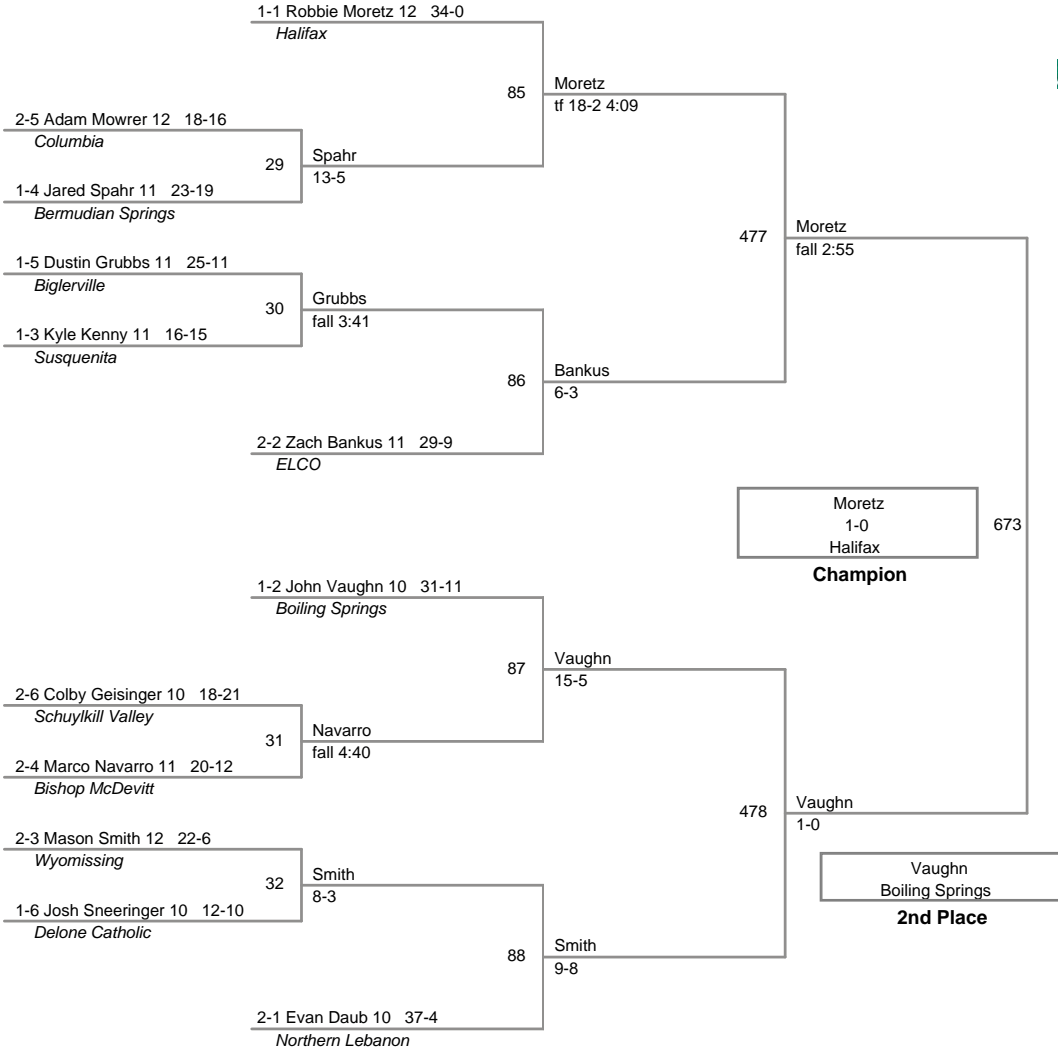 1-1 Robbie Moretz 12 34-0
Halifax
85
Moretz
tf 18-2 4:09
2-5 Adam Mowrer 12 18-16
Columbia
29
Spahr
13-5
1-4 Jared Spahr 11 23-19
Bermudian Springs
477
Moretz
fall 2:55
1-5 Dustin Grubbs 11 25-11
Biglerville
30
Grubbs
fall 3:41
1-3 Kyle Kenny 11 16-15
Susquenita
86
Bankus
6-3
2-2 Zach Bankus 11 29-9
ELCO
Moretz
1-0
Halifax
673
Champion
1-2 John Vaughn 10 31-11
Boiling Springs
87
Vaughn
15-5
2-6 Colby Geisinger 10 18-21
Schuylkill Valley
31
Navarro
fall 4:40
2-4 Marco Navarro 11 20-12
Bishop McDevitt
478
Vaughn
1-0
2-3 Mason Smith 12 22-6
Wyomissing
32
Smith
8-3
1-6 Josh Sneeringer 10 12-10
Delone Catholic
Vaughn
Boiling Springs
2nd Place
88
Smith
9-8
2-1 Evan Daub 10 37-4
Northern Lebanon